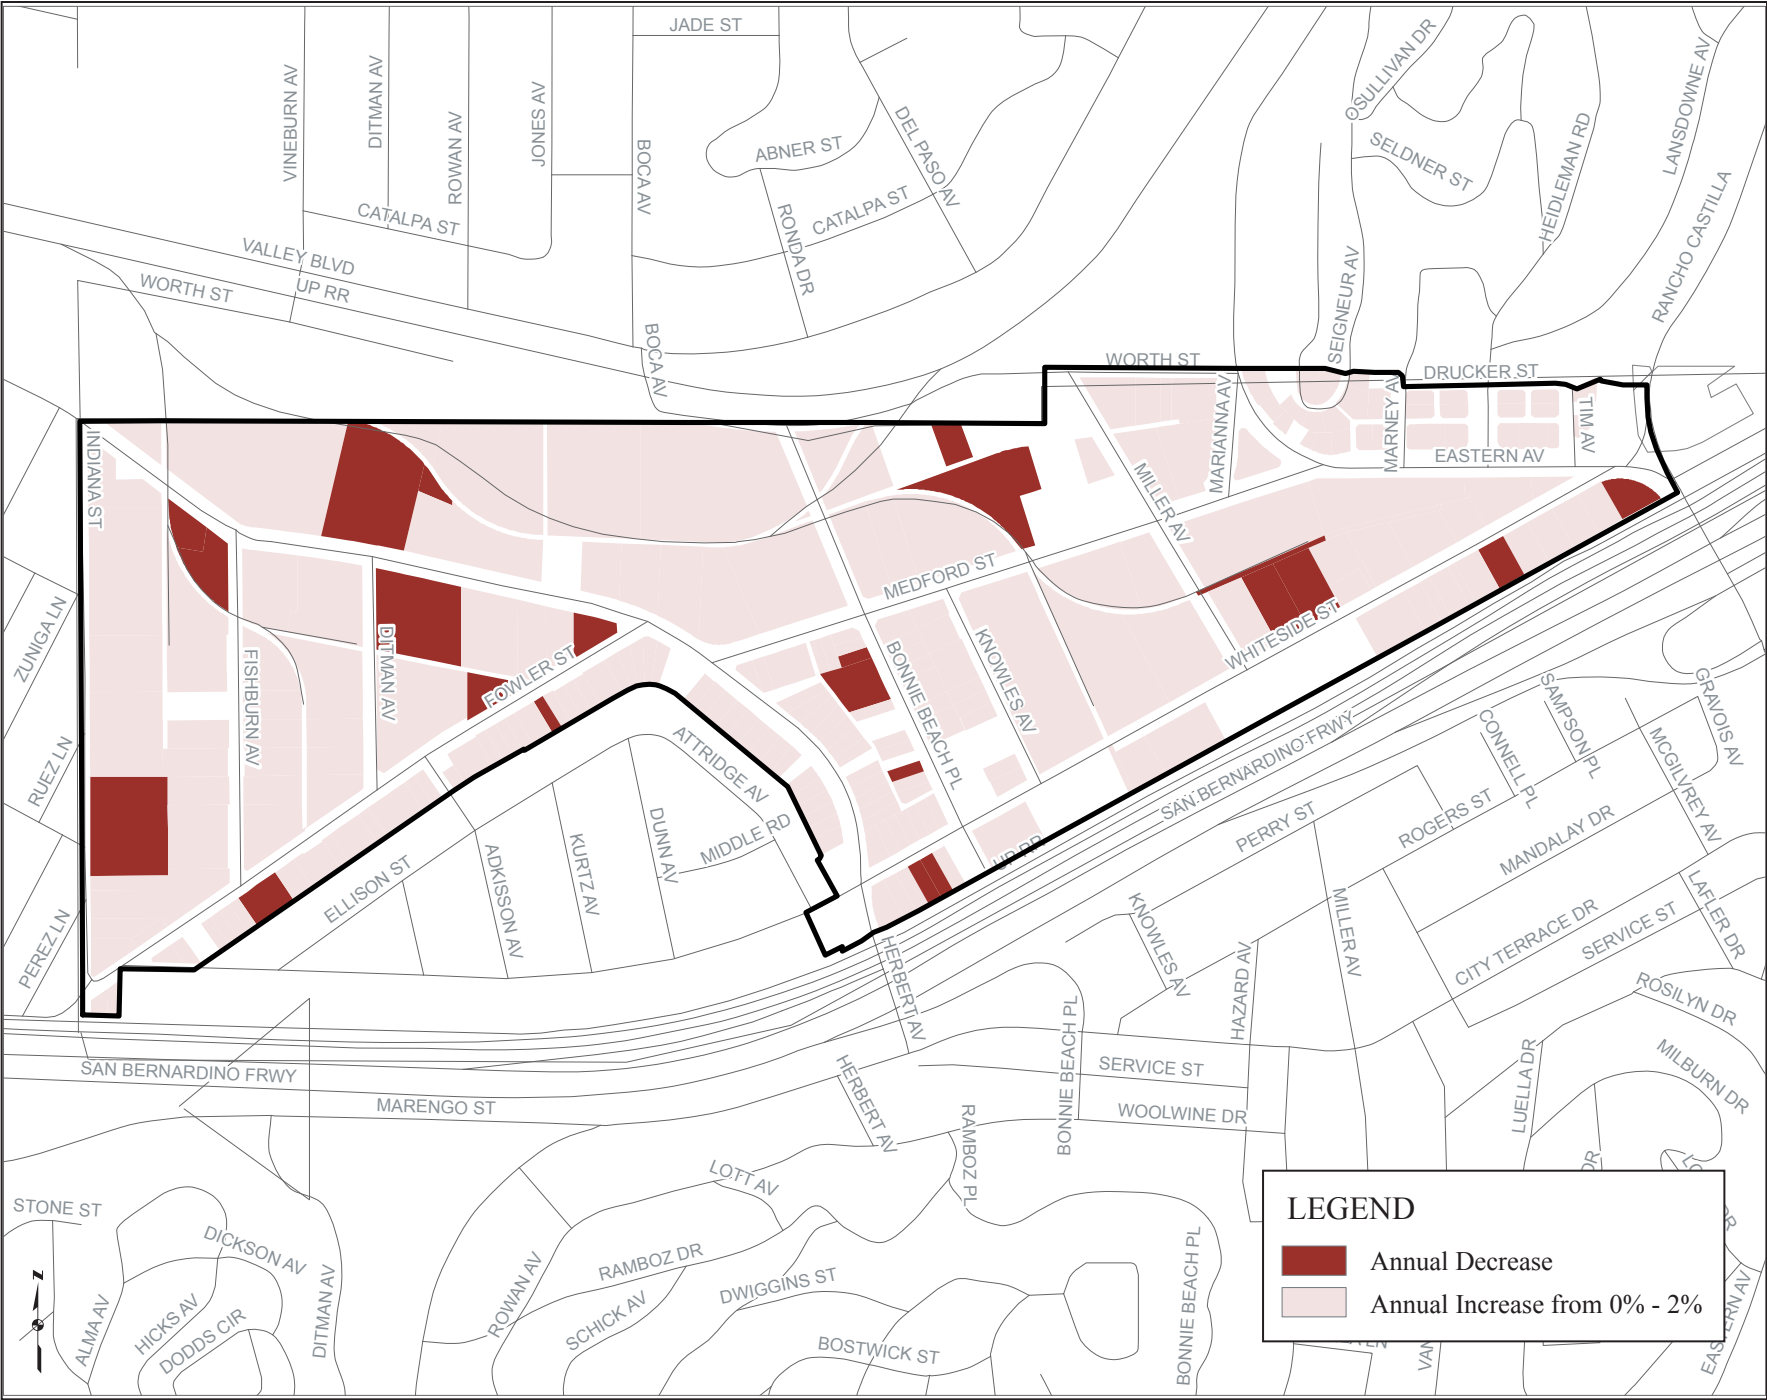 JADE ST
OSULLIVAN DR
LANSDOWNE AV
VINEBURN AV
DITMAN AV
ROWAN AV
JONES AV
BOCA AV
ABNER ST
DEL PASO AV
SELDNER ST
HEIDLEMAN RD
RANCHO CASTILLA
CATALPA ST
CATALPA ST
RONDA DR
VALLEY BLVD
UP RR
WORTH ST
SEIGNEUR AV
BOCA AV
WORTH ST
DRUCKER ST
MARIANNA AV
MARNEY AV
TIM AV
EASTERN AV
INDIANA ST
MILLER AV
MEDFORD ST
ZUNIGA LN
FISHBURN AV
DITMAN AV
FOWLER ST
BONNIE BEACH PL
KNOWLES AV
WHITESIDE ST
RUEZ LN
ATTRIDGE AV
SAN BERNARDINO FRWY
SAMPSON PL
GRAVOIS AV
CONNELL PL
MCGILVREY AV
DUNN AV
MIDDLE RD
UP RR
PERRY ST
ROGERS ST
MANDALAY DR
KURTZ AV
ADKISSON AV
ELLISON ST
PEREZ LN
HERBERT AV
KNOWLES AV
MILLER AV
LAFLER DR
CITY TERRACE DR
SERVICE ST
HAZARD AV
ROSILYN DR
BONNIE BEACH PL
SAN BERNARDINO FRWY
SERVICE ST
MILBURN DR
LUELLA DR
MARENGO ST
HERBERT AV
WOOLWINE DR
RAMBOZ PL
DR
LOTT AV
STONE ST
DICKSON AV
RAMBOZ DR
DWIGGINS ST
DITMAN AV
ROWAN AV
SCHICK AV
BONNIE BEACH PL
ALMA AV
HICKS AV
DODDS CIR
BOSTWICK ST
LEGEND
Annual Decrease
Annual Increase from 0% - 2%
Z